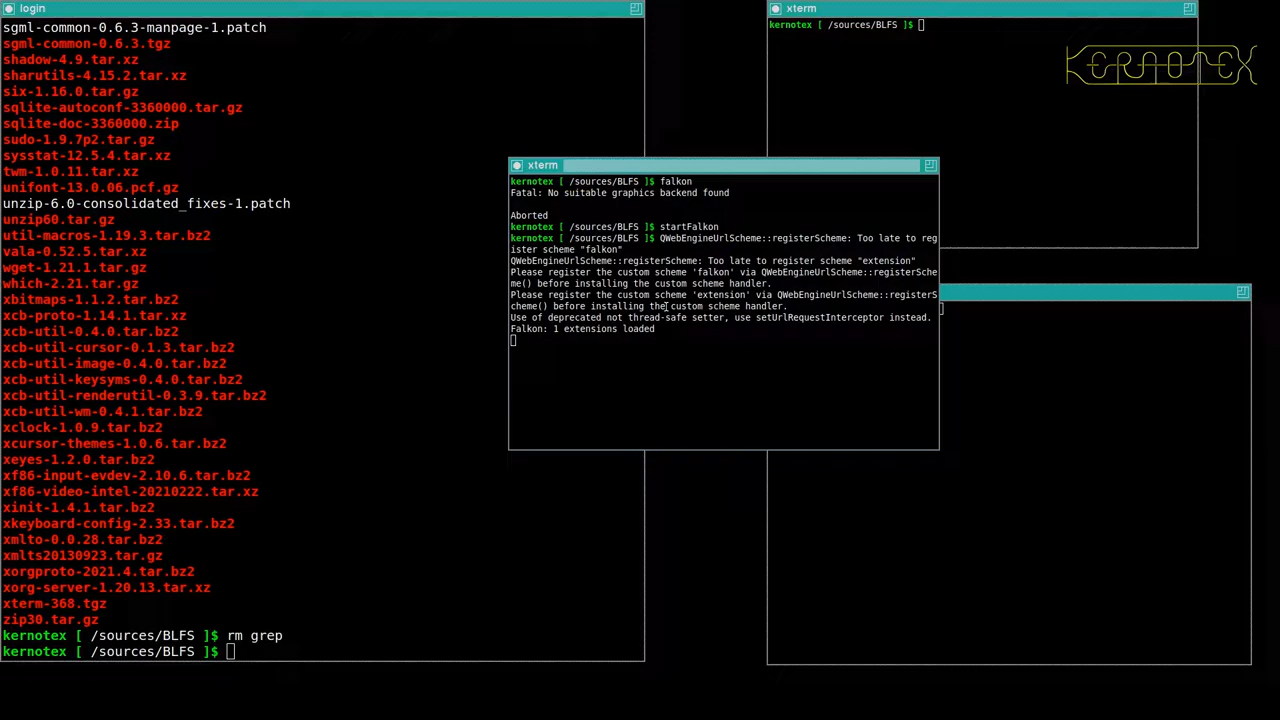 login
sgml-common-0.6.3-manpage-1.patch
sgml-common-0.6.3.tgz
shadow-4.9.tar.xz
sharutils-4.15.2.tar.xz
six-1.16.0.tar.gz
sqlite-autoconf-3360000.tar.gz
sqlite-doc-3360000.zip
sudo-1.9.7p2.tar.gz
sysstat-12.5.4.tar.xz
twm-1.0.11.tar.xz
unifont-13.0.06.pcf.gz
unzip-6.0-consolidated_fixes-1.patch
unzip60.tar.gz
util-macros-1.19.3.tar.bz2
vala-0.52.5.tar.xz
wget-1.21.1.tar.gz
which-2.21.tar.gz
xbitmaps-1.1.2.tar.bz2
xcb-proto-1.14.1.tar.xz
xcb-util-0.4.0.tar.bz2
xcb-util-cursor-0.1.3.tar.bz2
xcb-util-image-0.4.0.tar.bz2
xcb-util-keysyms-0.4.0.tar.bz2
xcb-util-renderutil-0.3.9.tar.bz2
xcb-util-wm-0.4.1.tar.bz2
xclock-1.0.9.tar.bz2
xcursor-themes-1.0.6.tar.bz2
xeyes-1.2.0.tar.bz2
xf86-input-evdev-2.10.6.tar.bz2
xf86-video-intel-20210222.tar.xz
xinit-1.4.1.tar.bz2
xkeyboard-config-2.33.tar.bz2
xmlto-0.0.28.tar.bz2
xmlts20130923.tar.gz
xorgproto-2021.4.tar.bz2
xorg-server-1.20.13.tar.xz
xterm-368.tgz
zip30.tar.gz
kernotex [ /sources/BLFS ]$ rm grep
kernotex [ /sources/BLFS ]$
xterm
kernotex [ /sources/BLFS ]$ falkon
Fatal: No suitable graphics backend found
Aborted
kernotex [ /sources/BLFS ]$ startFalkon
kernotex [ /sources/BLFS ]$ QWebEngineUrlScheme::registerScheme: Too late to reg
ister scheme "falkon"
QWebEngineUrlScheme::registerScheme: Too late to register scheme "extension"
Please register the custom scheme 'falkon' via QWebEngineUrlScheme::registerSche
me() before installing the custom scheme handler.
Please register the custom scheme 'extension' via QWebEngineUrlScheme::registerS
cheme() before installing the custom scheme handler.
Use of deprecated not thread-safe setter, use setUrlRequestInterceptor instead.
Falkon: 1 extensions loaded
xterm
kernotex [ /sources/BLFS ]$
KERNOTEX